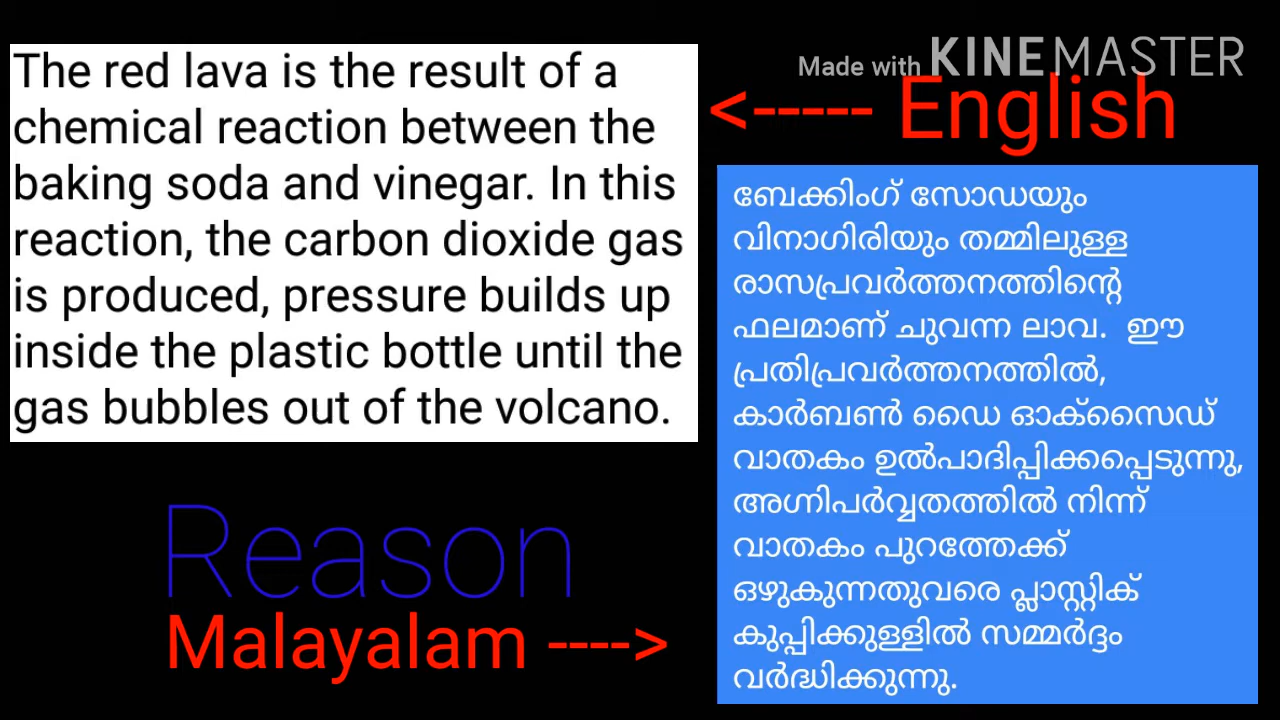 The red lava is the result of a
chemical reaction between the
baking soda and vinegar. In this
reaction, the carbon dioxide gas
is produced, pressure builds up
inside the plastic bottle until the
gas bubbles out of the volcano.
Made with KINEMASTER
<----- English
ബേക്കിംഗ് സോഡയും
വിനാഗിരിയും തമ്മിലുള്ള
രാസപ്രവർത്തനത്തിന്റെ
ഫലമാണ് ചുവന്ന ലാവ.  ഈ
പ്രതിപ്രവർത്തനത്തിൽ,
കാർബൺ ഡൈ ഓക്സൈഡ്
വാതകം ഉൽപാദിപ്പിക്കപ്പെടുന്നു,
അഗ്നിപർവ്വതത്തിൽ നിന്ന്
വാതകം പുറത്തേക്ക്
ഒഴുകുന്നതുവരെ പ്ലാസ്റ്റിക്
കുപ്പിക്കുള്ളിൽ സമ്മർദ്ദം
വർദ്ധിക്കുന്നു.
Reason
Malayalam ---->